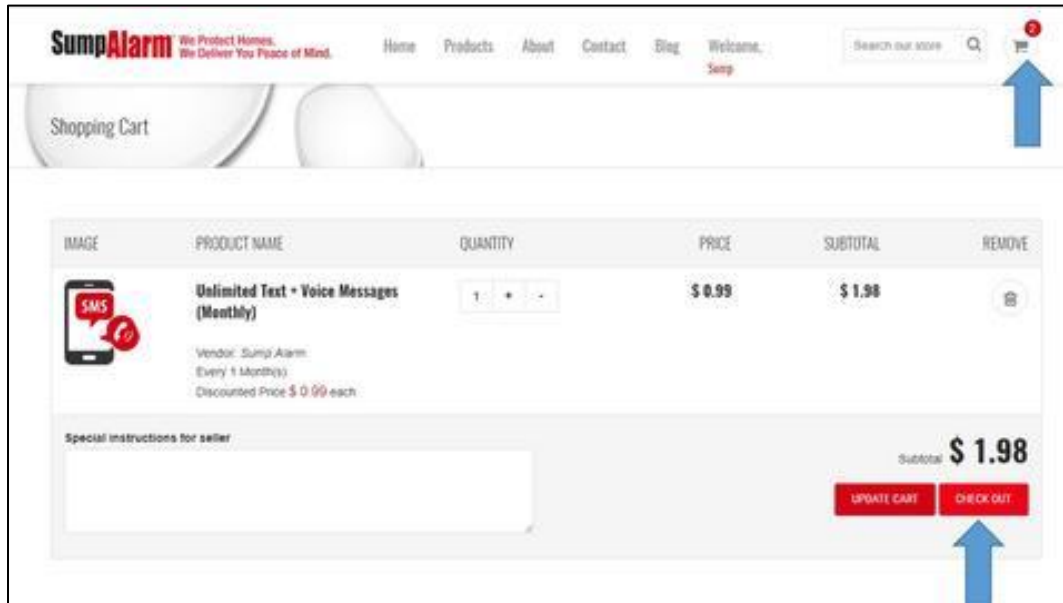 SumpAlarm We Protect Homes.
We Deliver You Peace of Mind.
Home Products About Contact Blog Welcome,
Sump
Search our store
2
Shopping Cart
IMAGE PRODUCT NAME QUANTITY PRICE SUBTOTAL REMOVE
SMS
Unlimited Text + Voice Messages
(Monthly)
1 + -
$ 0.99
$ 1.98
Vendor: Sump Alarm
Every 1 Month(s)
Discounted Price $ 0.99 each
Special instructions for seller
Subtotal $ 1.98
UPDATE CART CHECK OUT